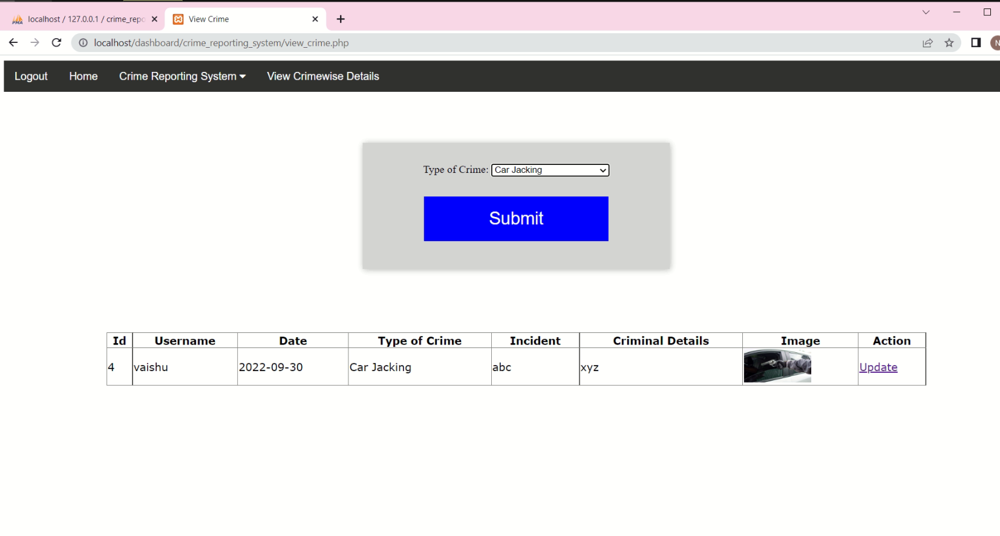 localhost / 127.0.0.1 / crime_repo
View Crime
localhost/dashboard/crime_reporting_system/view_crime.php
N
Logout Home Crime Reporting System View Crimewise Details
Type of Crime: Car Jacking
Submit
Id Username Date Type of Crime Incident Criminal Details Image Action
4 vaishu 2022-09-30 Car Jacking abc xyz Update